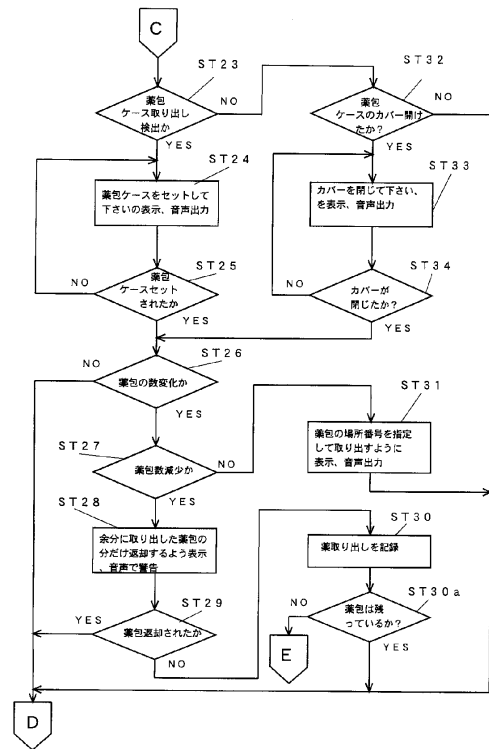 C
ST23
薬包
ケース取り出し
検出か
NO
YES
ST32
薬包
ケースのカバー開け
たか?
NO
YES
ST24
薬包ケースをセットして
下さいの表示、音声出力
ST33
カバーを閉じて下さい、
を表示、音声出力
ST25
薬包
ケースセット
されたか
NO
YES
ST34
カバーが
閉じたか?
NO
YES
ST26
薬包の数変化か
NO
YES
ST27
薬包数減少か
NO
YES
ST31
薬包の場所番号を指定
して取り出すように
表示、音声出力
ST28
余分に取り出した薬包の
分だけ返却するよう表示
、音声で警告
ST30
薬取り出しを記録
ST29
薬包返却されたか
YES
NO
ST30a
薬包は残
っているか?
NO
YES
E
D